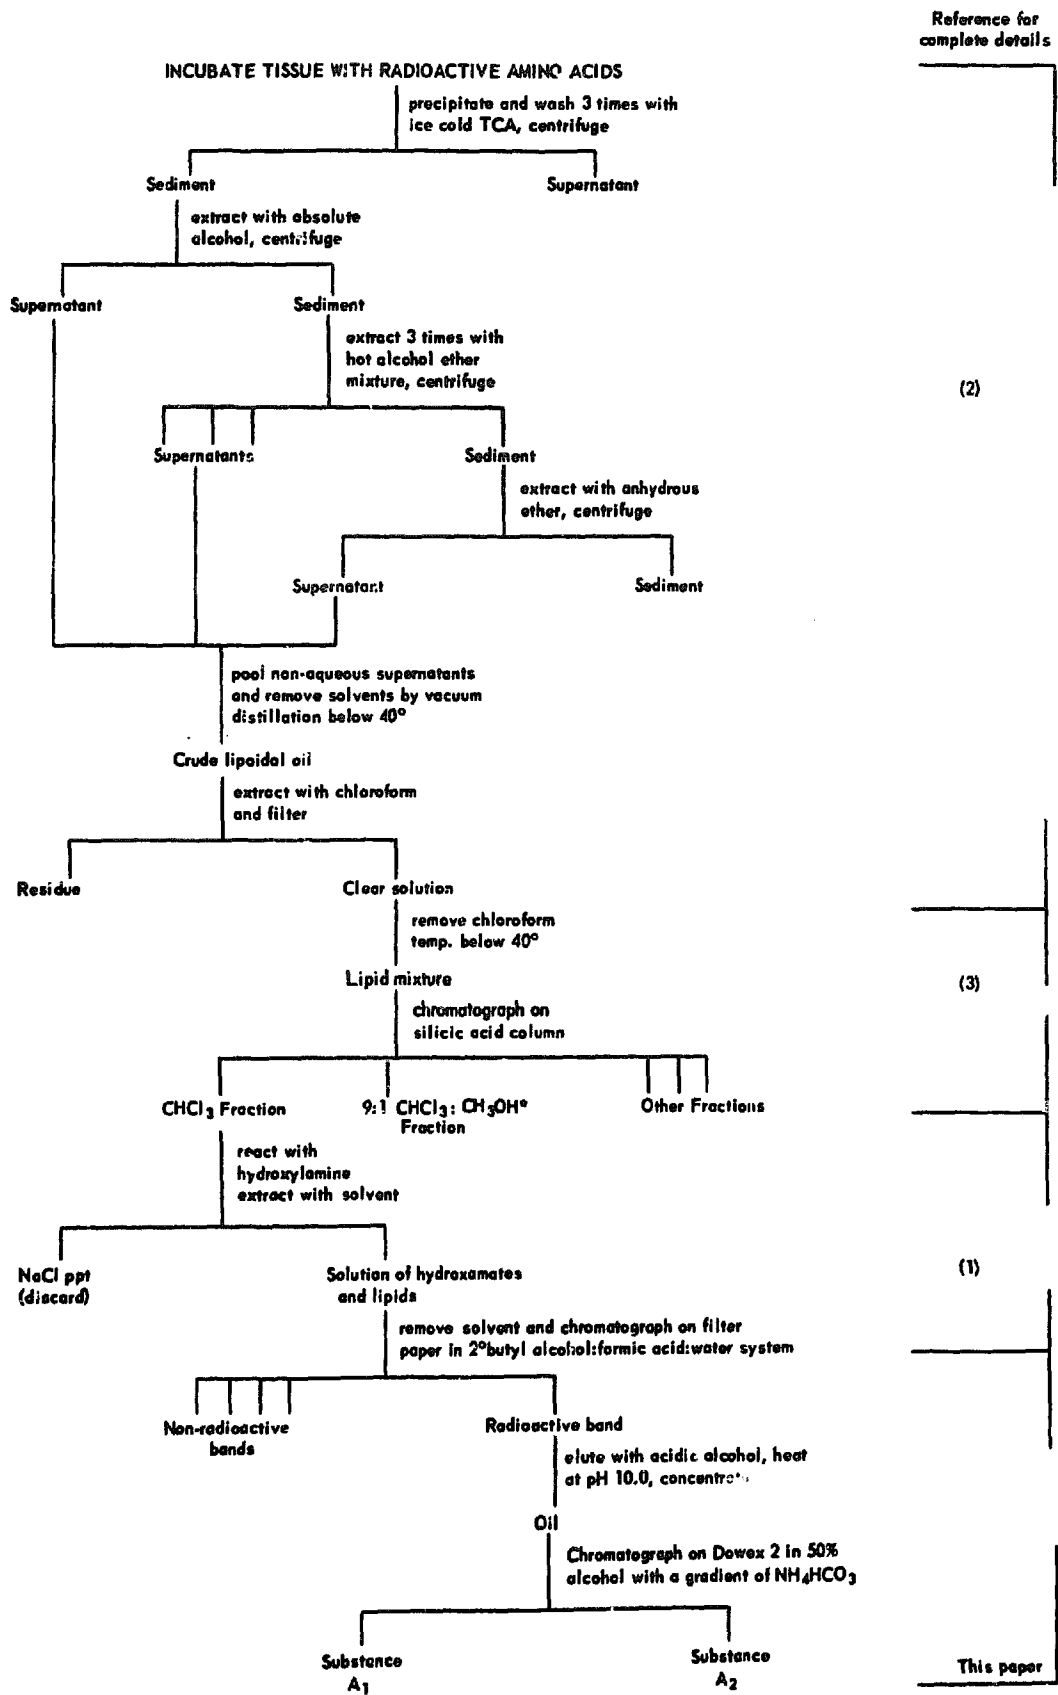 Reference for
complete details
INCUBATE TISSUE WITH RADIOACTIVE AMINO ACIDS
precipitate and wash 3 times with
ice cold TCA, centrifuge
Sediment
Supernatant
extract with absolute
alcohol, centrifuge
Supernatant
Sediment
extract 3 times with
hot alcohol ether
mixture, centrifuge
(2)
Supernatants
Sediment
extract with anhydrous
ether, centrifuge
Supernatant
Sediment
pool non-aqueous supernatants
and remove solvents by vacuum
distillation below 40°
Crude lipoidal oil
extract with chloroform
and filter
Residue
Clear solution
remove chloroform
temp. below 40°
Lipid mixture
(3)
chromatograph on
silicic acid column
CHCl₃ Fraction
9:1 CHCl₃: CH₃OH*
Fraction
Other Fractions
react with
hydroxylamine
extract with solvent
NaCl ppt
(discard)
Solution of hydroxamates
and lipids
(1)
remove solvent and chromatograph on filter
paper in 2°butyl alcohol:formic acid:water system
Non-radioactive
bands
Radioactive band
elute with acidic alcohol, heat
at pH 10.0, concentrate
Oil
Chromatograph on Dowex 2 in 50%
alcohol with a gradient of NH₄HCO₃
Substance
A₁
Substance
A₂
This paper